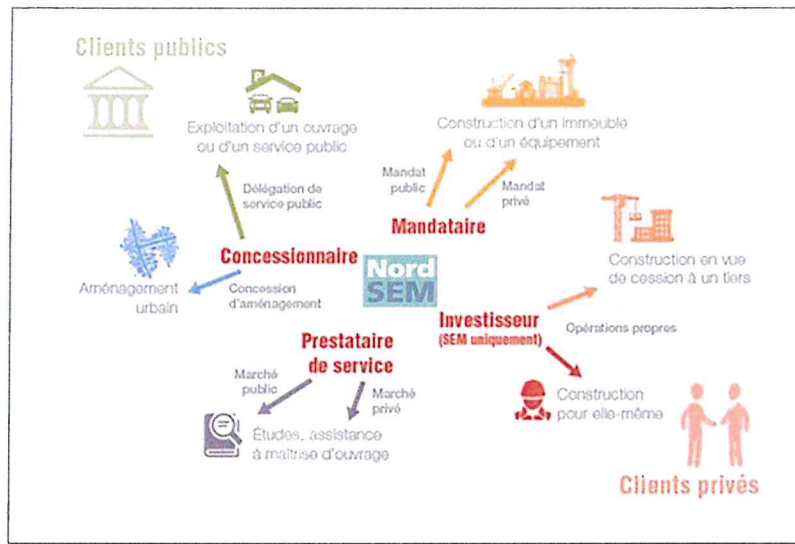 Clients publics
P
Exploitation d'un ouvrage
ou d'un service public
Construction d'un immeuble
ou d'un équipement
Mandat
public
Mandat
privé
Délégation de
service public
Mandataire
Concessionnaire
Nord
SEM
Construction en vue
de cession à un tiers
Aménagement
urbain
Concession
d'aménagement
Investisseur
(SEM uniquement)
Opérations propres
Prestataire
de service
Marché
public
Marché
privé
Construction
pour elle-même
Études, assistance
à maîtrise d'ouvrage
Clients privés